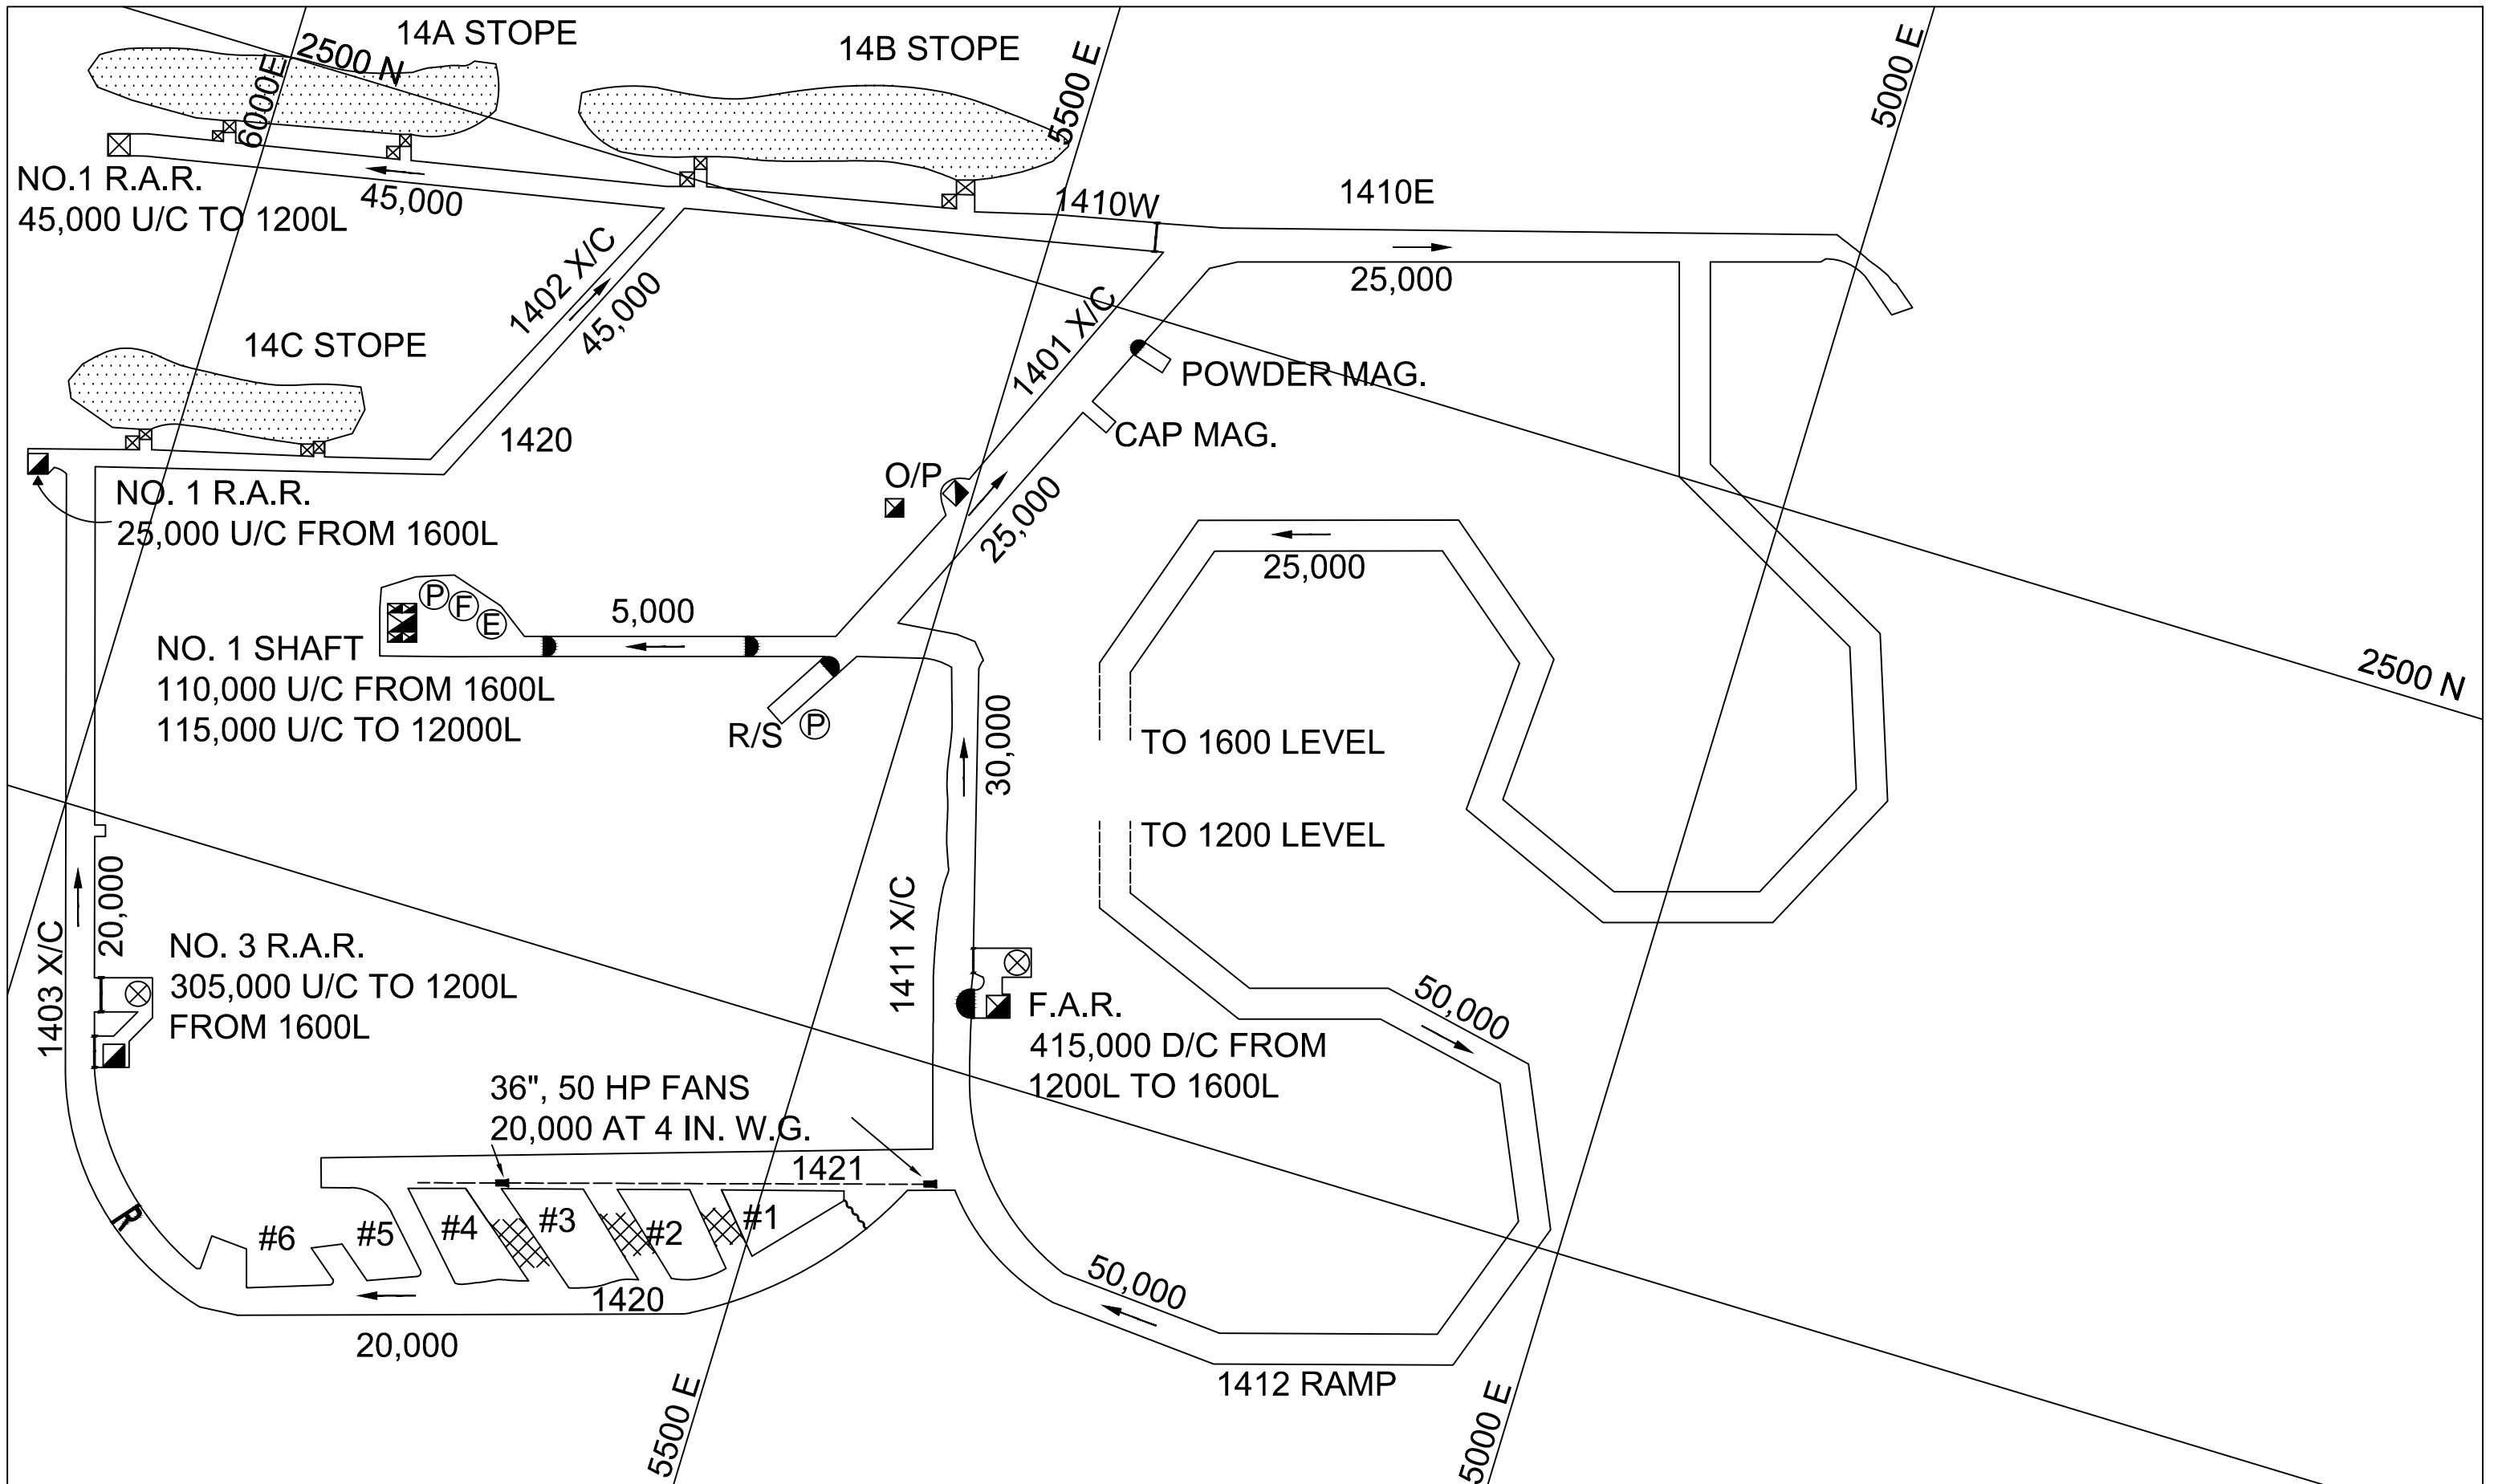 14A STOPE
14B STOPE
2500 N
6000E
5500 E
5000 E
NO.1 R.A.R.
45,000 U/C TO 1200L
45,000
1410W
1410E
25,000
1402 X/C
45,000
1401 X/C
14C STOPE
POWDER MAG.
CAP MAG.
1420
O/P
NO. 1 R.A.R.
25,000 U/C FROM 1600L
25,000
25,000
P
F
E
5,000
NO. 1 SHAFT
110,000 U/C FROM 1600L
115,000 U/C TO 12000L
R/S
P
30,000
2500 N
TO 1600 LEVEL
TO 1200 LEVEL
20,000
1403 X/C
NO. 3 R.A.R.
305,000 U/C TO 1200L
FROM 1600L
1411 X/C
F.A.R.
415,000 D/C FROM
1200L TO 1600L
50,000
36", 50 HP FANS
20,000 AT 4 IN. W.G.
1421
R
#6
#5
#4
#3
#2
#1
1420
20,000
50,000
1412 RAMP
5500 E
5000 E